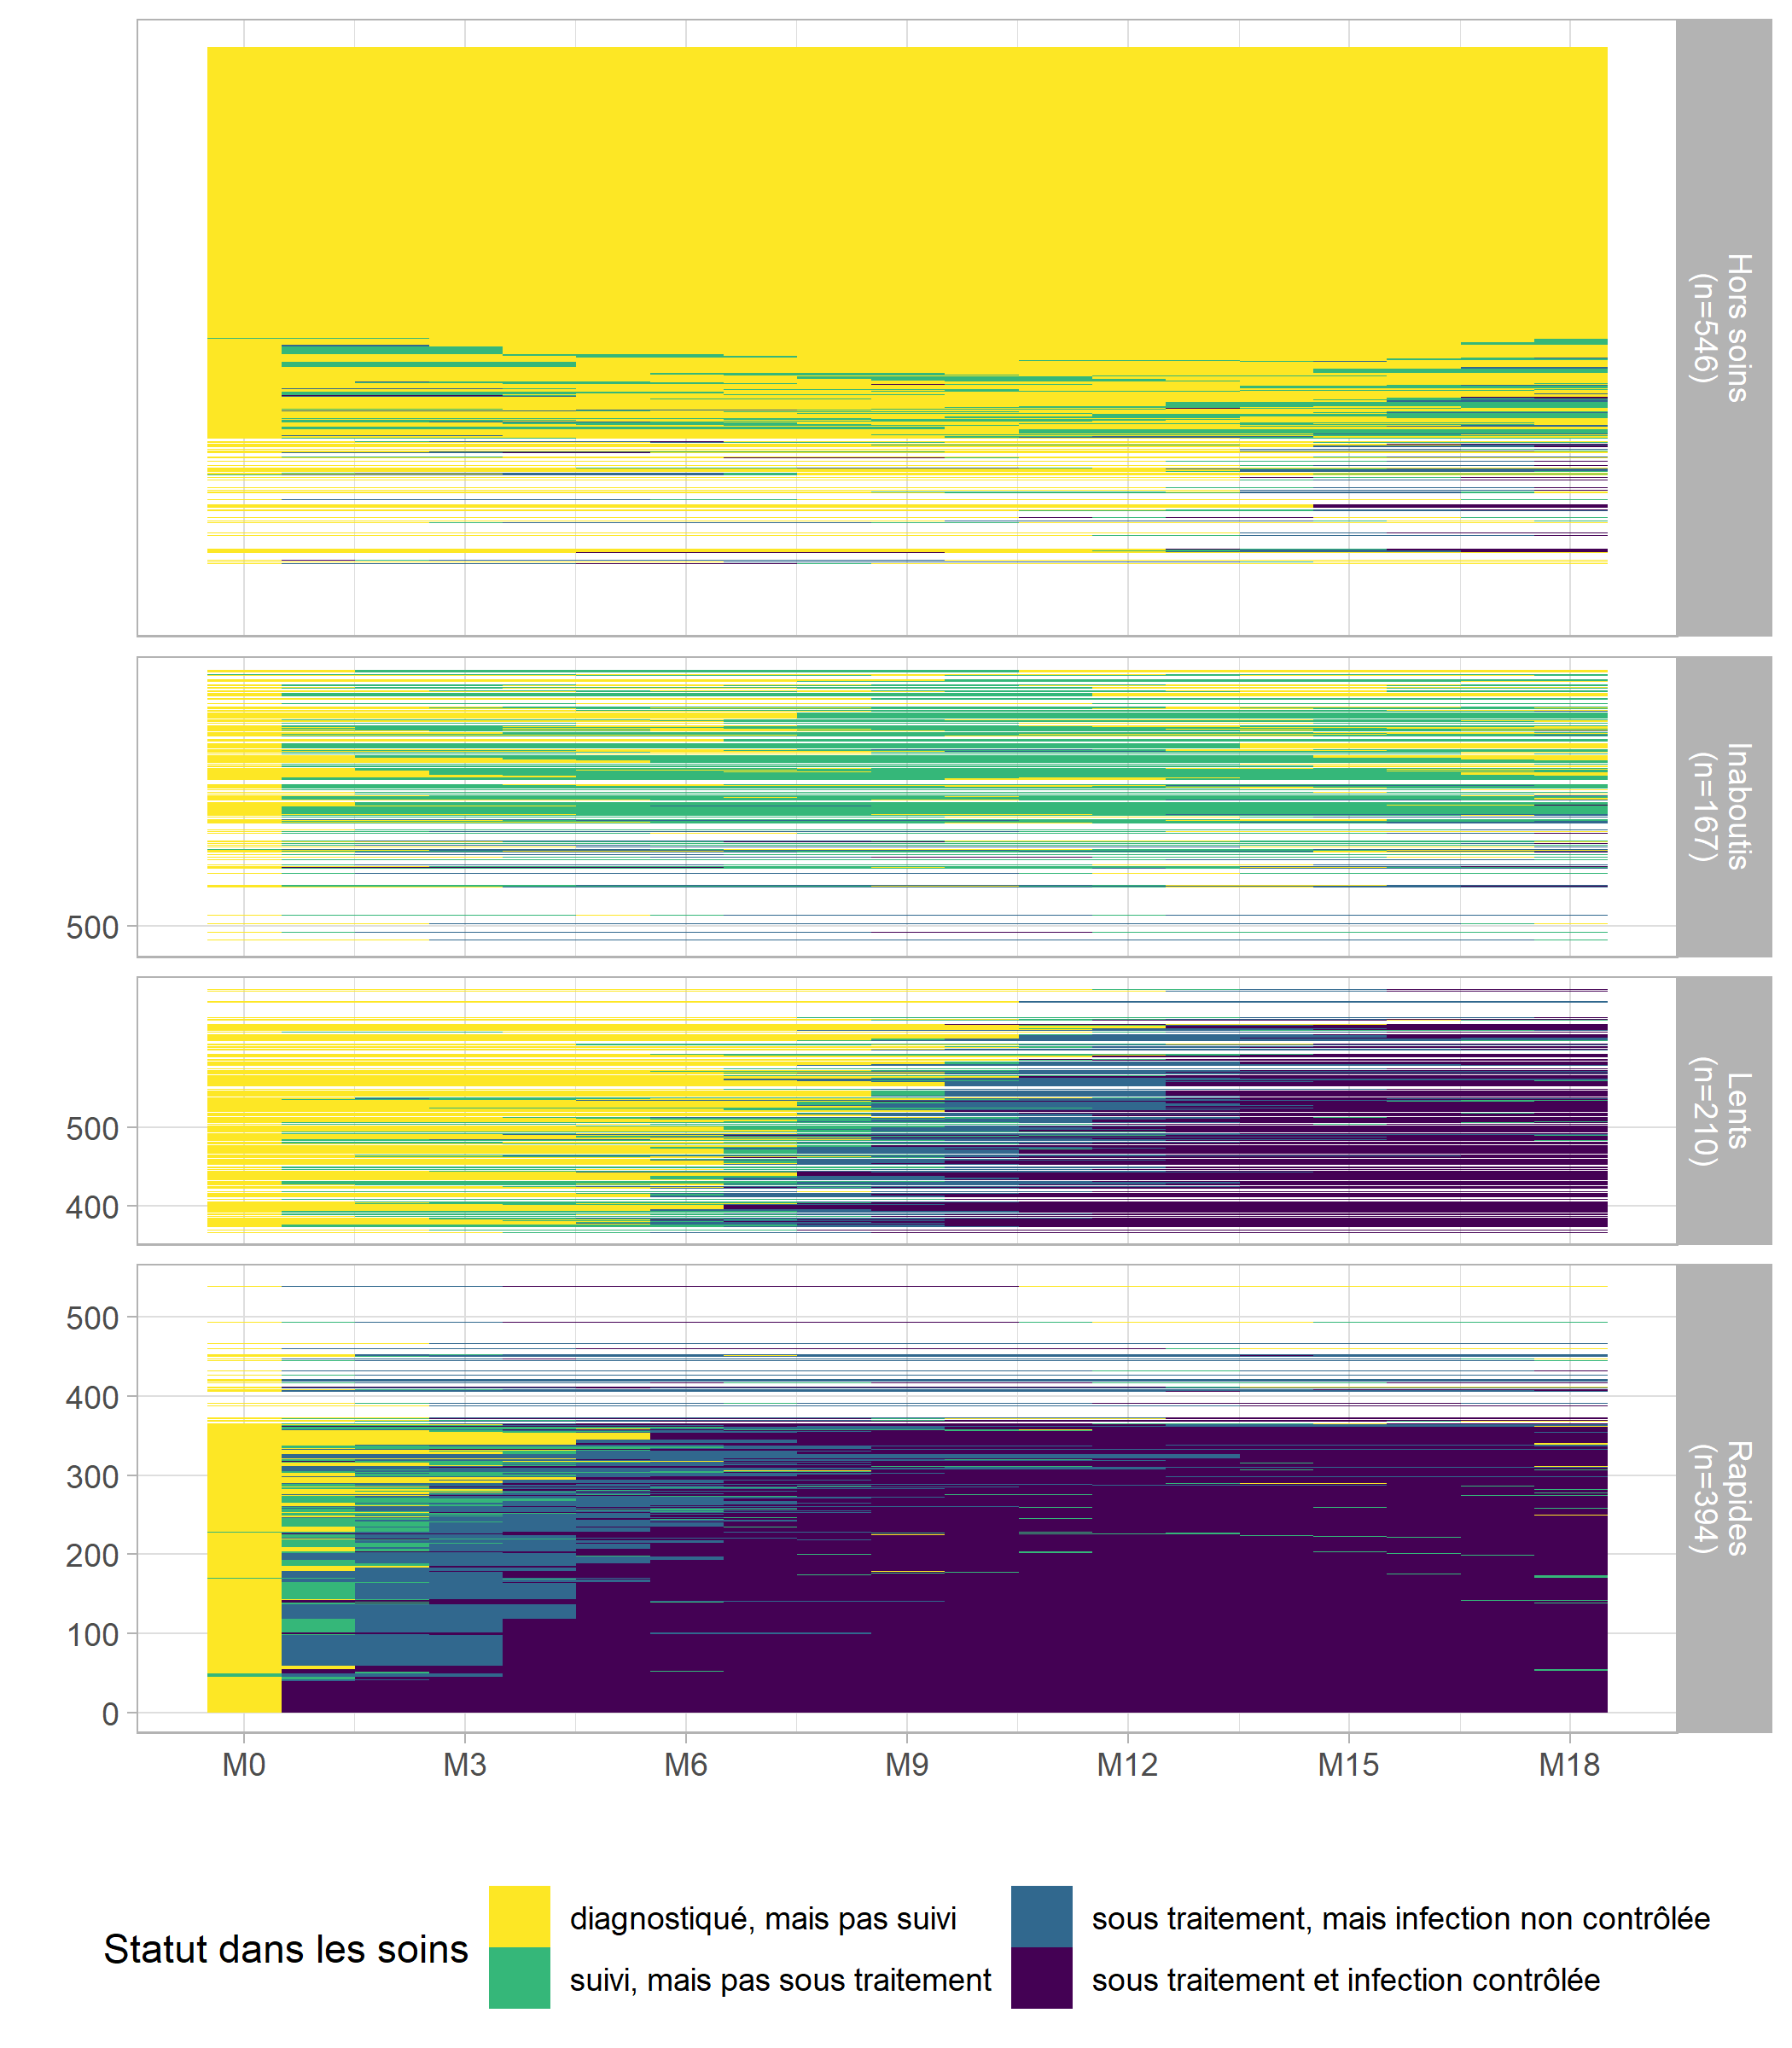 Hors soins
(n=546)
Inaboutis
(n=167)
500
Lents
(n=210)
500
400
Rapides
(n=394)
500
400
300
200
100
0
M0 M3 M6 M9 M12 M15 M18
Statut dans les soins
diagnostiqué, mais pas suivi
suivi, mais pas sous traitement
sous traitement, mais infection non contrôlée
sous traitement et infection contrôlée